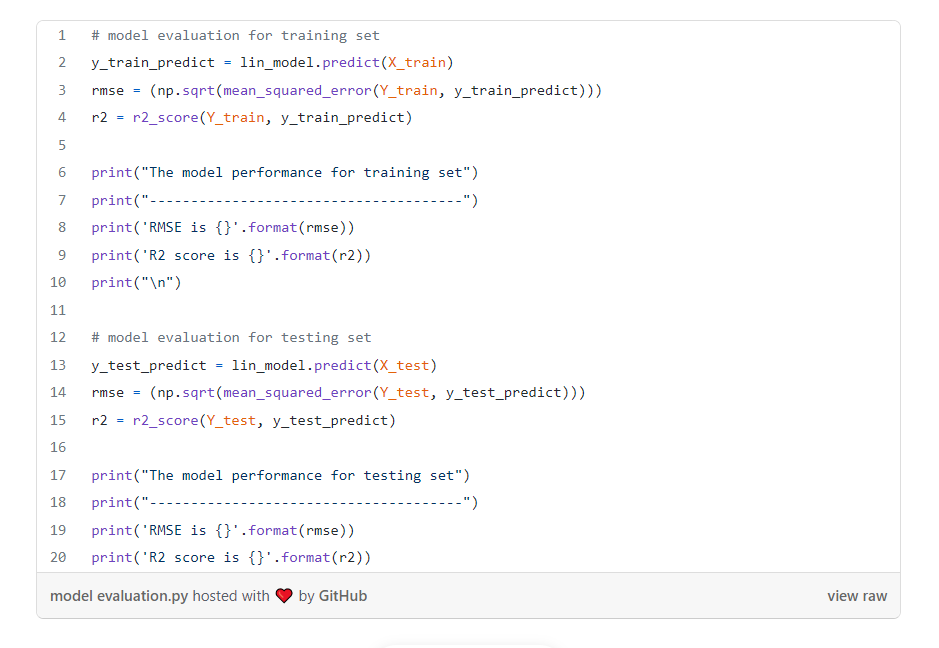 1 # model evaluation for training set
2 y_train_predict = lin_model.predict(X_train)
3 rmse = (np.sqrt(mean_squared_error(Y_train, y_train_predict)))
4 r2 = r2_score(Y_train, y_train_predict)
5
6 print("The model performance for training set")
7 print("--------------------------------------")
8 print('RMSE is {}'.format(rmse))
9 print('R2 score is {}'.format(r2))
10 print("\n")
11
12 # model evaluation for testing set
13 y_test_predict = lin_model.predict(X_test)
14 rmse = (np.sqrt(mean_squared_error(Y_test, y_test_predict)))
15 r2 = r2_score(Y_test, y_test_predict)
16
17 print("The model performance for testing set")
18 print("--------------------------------------")
19 print('RMSE is {}'.format(rmse))
20 print('R2 score is {}'.format(r2))
model evaluation.py hosted with ❤ by GitHub view raw